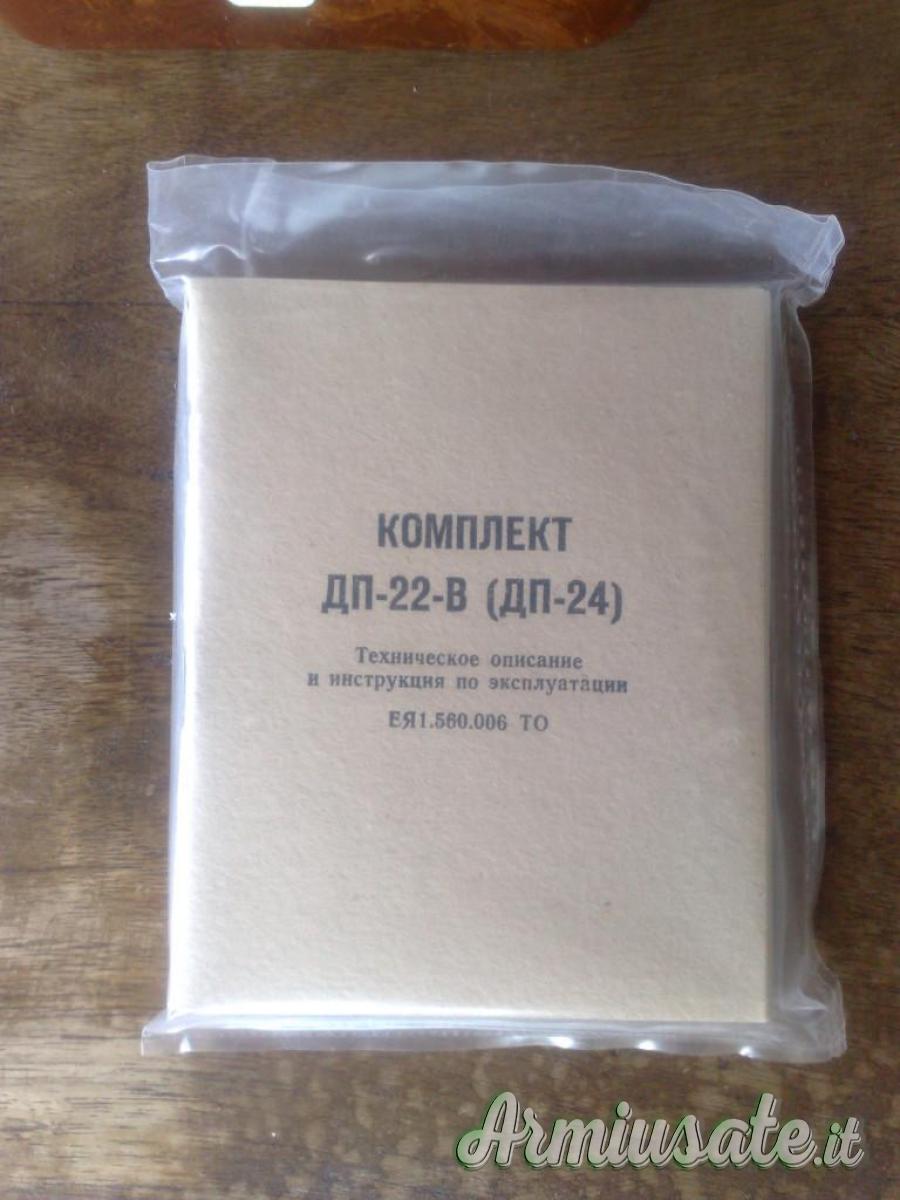 КОМПЛЕКТ
ДП-22-В (ДП-24)
Техническое описание
и инструкция по эксплуатации
ЕЯ1.560.006 ТО
Armiusate.it